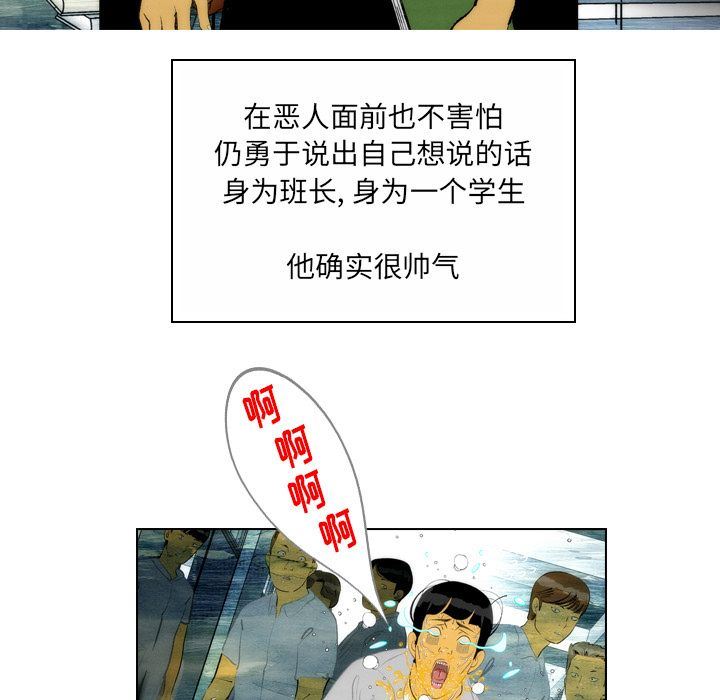 在恶人面前也不害怕
仍勇于说出自己想说的话
身为班长, 身为一个学生
他确实很帅气
啊啊啊啊